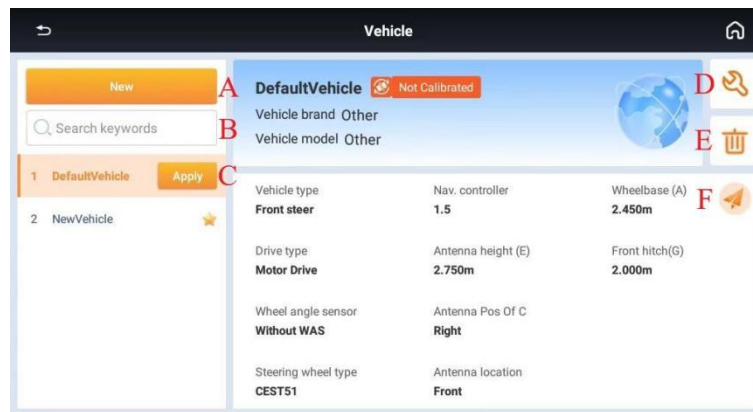 Vehicle
New
A
Search keywords
B
1 DefaultVehicle Apply
C
2 NewVehicle
DefaultVehicle Not Calibrated
Vehicle brand Other
Vehicle model Other
D
E
F
Vehicle type
Front steer
Nav. controller
1.5
Wheelbase (A)
2.450m
Drive type
Motor Drive
Antenna height (E)
2.750m
Front hitch(G)
2.000m
Wheel angle sensor
Without WAS
Antenna Pos Of C
Right
Steering wheel type
CEST51
Antenna location
Front